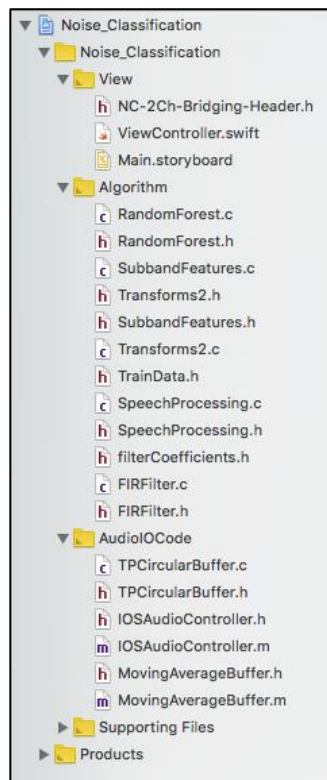 Noise_Classification
Noise_Classification
View
h NC-2Ch-Bridging-Header.h
ViewController.swift
Main.storyboard
Algorithm
c RandomForest.c
h RandomForest.h
c SubbandFeatures.c
h Transforms2.h
h SubbandFeatures.h
c Transforms2.c
h TrainData.h
c SpeechProcessing.c
h SpeechProcessing.h
h filterCoefficients.h
c FIRFilter.c
h FIRFilter.h
AudioIOCode
c TPCircularBuffer.c
h TPCircularBuffer.h
h IOSAudioController.h
m IOSAudioController.m
h MovingAverageBuffer.h
m MovingAverageBuffer.m
Supporting Files
Products